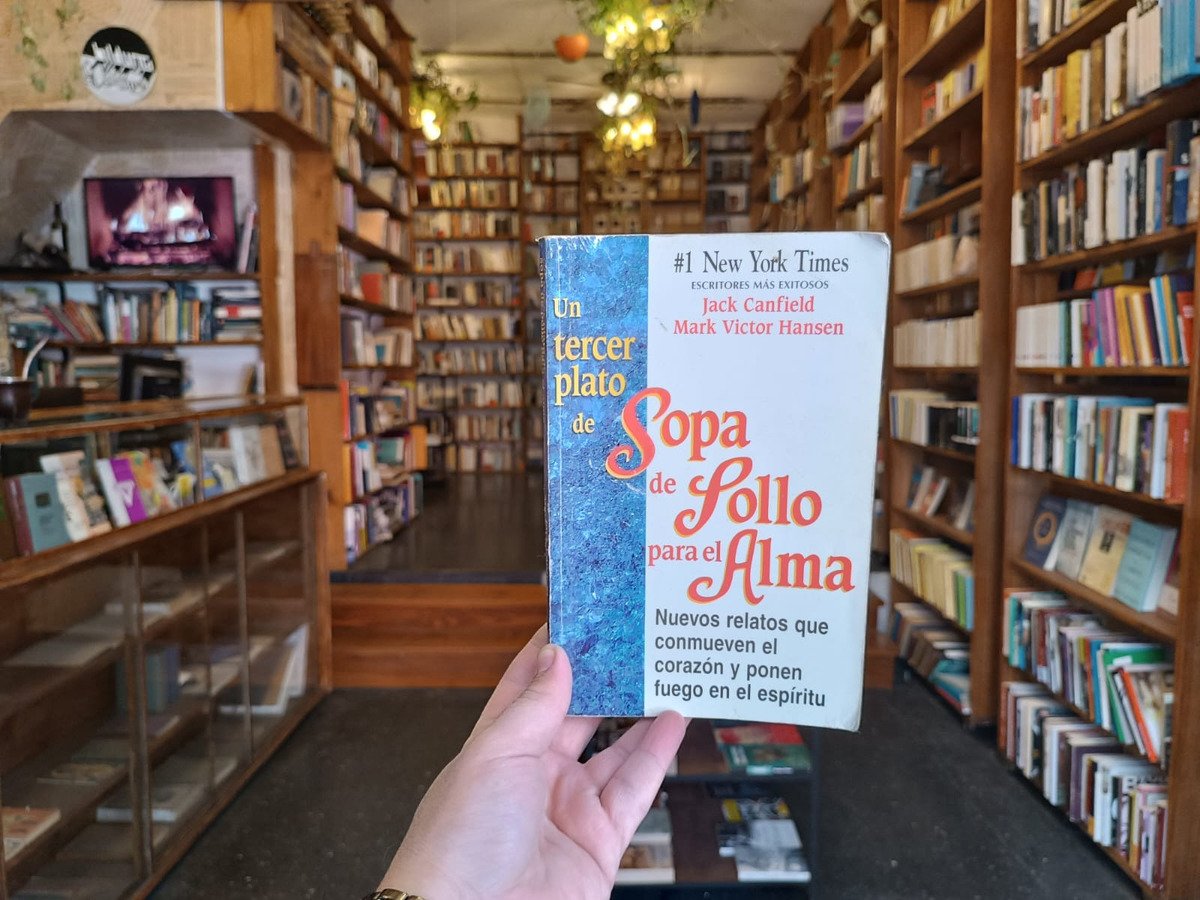 #1 New York Times
ESCRITORES MÁS EXITOSOS
Jack Canfield
Mark Victor Hansen
Un
tercer
plato
de
Sopa
de Pollo
para el Alma
Nuevos relatos que
conmueven el
corazón y ponen
fuego en el espíritu